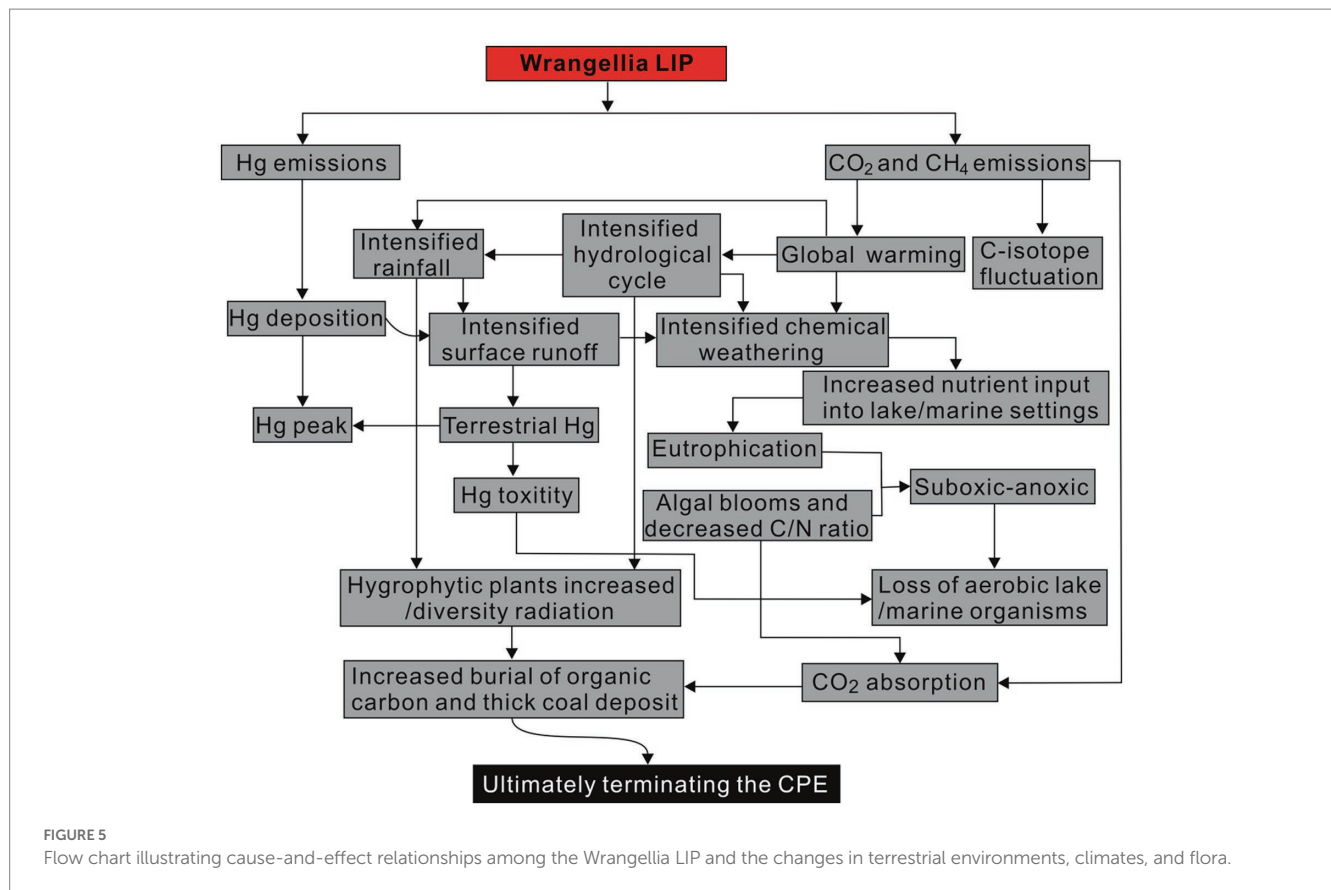 Wrangellia LIP
Hg emissions
CO₂ and CH₄ emissions
Intensified
rainfall
Intensified
hydrological
cycle
Global warming
C-isotope
fluctuation
Hg deposition
Intensified
surface runoff
Intensified chemical
weathering
Increased nutrient input
into lake/marine settings
Hg peak
Terrestrial Hg
Eutrophication
Hg toxitity
Algal blooms and
decreased C/N ratio
Suboxic-anoxic
Hygrophytic plants increased
/diversity radiation
Loss of aerobic lake
/marine organisms
Increased burial of organic
carbon and thick coal deposit
CO₂ absorption
Ultimately terminating the CPE
FIGURE 5
Flow chart illustrating cause-and-effect relationships among the Wrangellia LIP and the changes in terrestrial environments, climates, and flora.